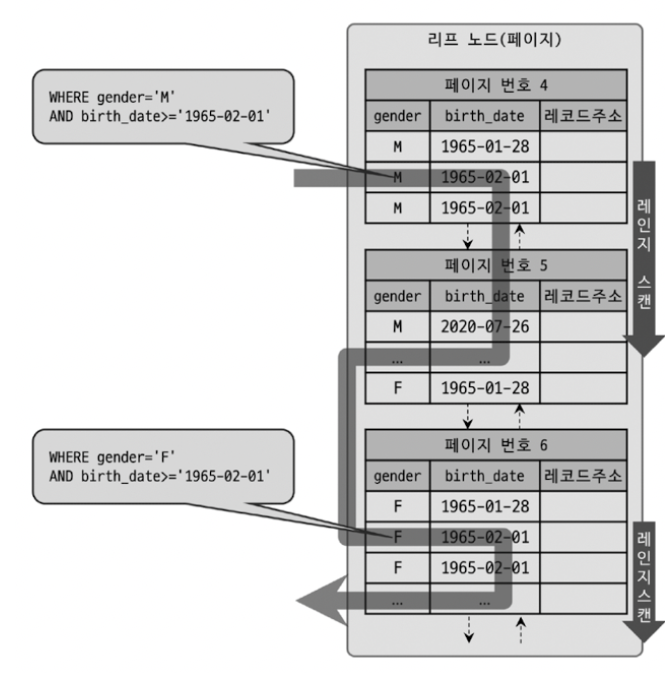 리프 노드(페이지)
WHERE gender='M'
AND birth_date>='1965-02-01'
페이지 번호 4
gender birth_date 레코드주소
M 1965-01-28
M 1965-02-01
M 1965-02-01
레인지 스캔
페이지 번호 5
gender birth_date 레코드주소
M 2020-07-26
... ...
F 1965-01-28
WHERE gender='F'
AND birth_date>='1965-02-01'
페이지 번호 6
gender birth_date 레코드주소
F 1965-01-28
F 1965-02-01
F 1965-02-01
... ...
레인지스캔